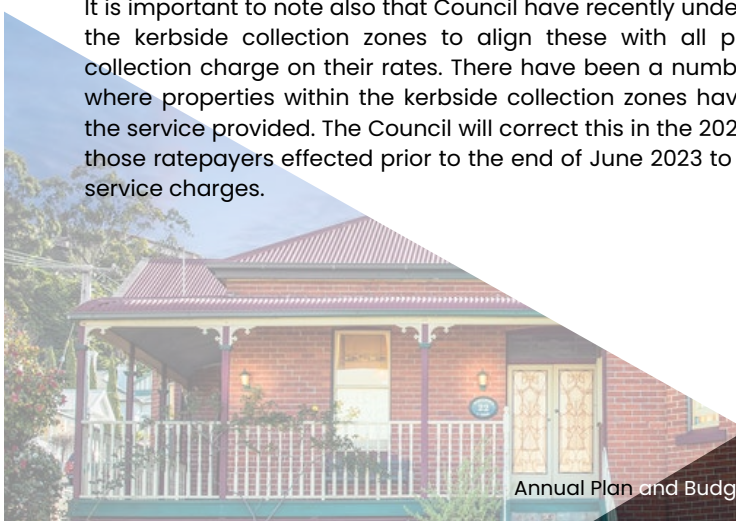 It is important to note also that Council have recently unde
the kerbside collection zones to align these with all p
collection charge on their rates. There have been a numb
where properties within the kerbside collection zones hav
the service provided. The Council will correct this in the 202
those ratepayers effected prior to the end of June 2023 to
service charges.
22
Annual Plan and Budg